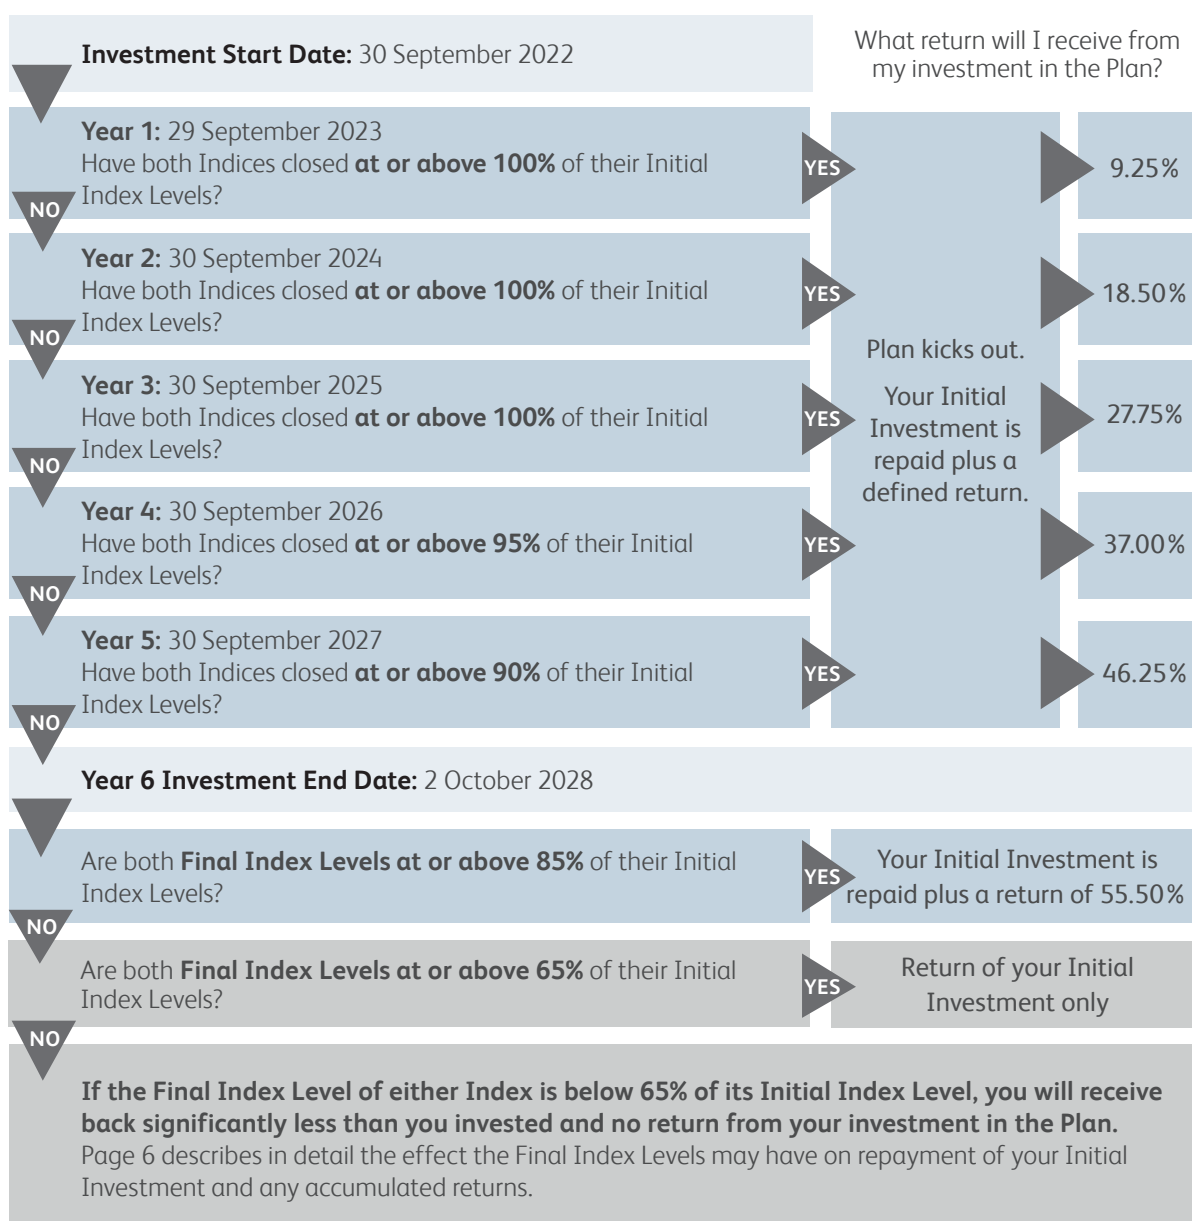 Investment Start Date: 30 September 2022
What return will I receive from
my investment in the Plan?
Year 1: 29 September 2023
Have both Indices closed at or above 100% of their Initial
Index Levels?
YES
9.25%
NO
Year 2: 30 September 2024
Have both Indices closed at or above 100% of their Initial
Index Levels?
YES
18.50%
NO
Year 3: 30 September 2025
Have both Indices closed at or above 100% of their Initial
Index Levels?
YES
27.75%
NO
Plan kicks out.
Your Initial
Investment is
repaid plus a
defined return.
Year 4: 30 September 2026
Have both Indices closed at or above 95% of their Initial
Index Levels?
YES
37.00%
NO
Year 5: 30 September 2027
Have both Indices closed at or above 90% of their Initial
Index Levels?
YES
46.25%
NO
Year 6 Investment End Date: 2 October 2028
Are both Final Index Levels at or above 85% of their Initial
Index Levels?
YES
Your Initial Investment is
repaid plus a return of 55.50%
NO
Are both Final Index Levels at or above 65% of their Initial
Index Levels?
YES
Return of your Initial
Investment only
NO
If the Final Index Level of either Index is below 65% of its Initial Index Level, you will receive
back significantly less than you invested and no return from your investment in the Plan.
Page 6 describes in detail the effect the Final Index Levels may have on repayment of your Initial
Investment and any accumulated returns.